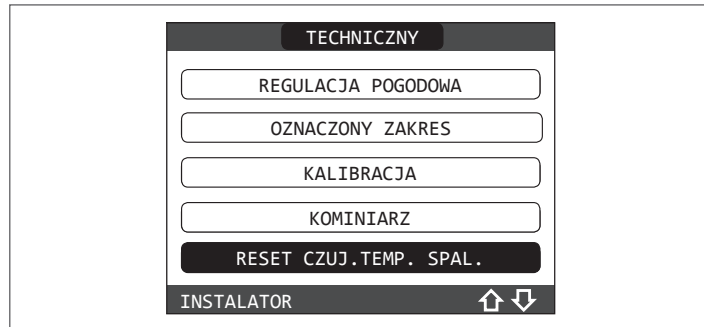 TECHNICZNY
REGULACJA POGODOWA
OZNACZONY ZAKRES
KALIBRACJA
KOMINIARZ
RESET CZUJ.TEMP. SPAL.
INSTALATOR